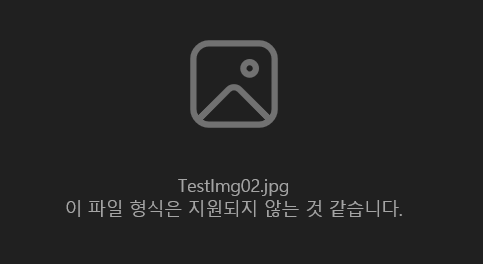 TestImg02.jpg
이 파일 형식은 지원되지 않는 것 같습니다.